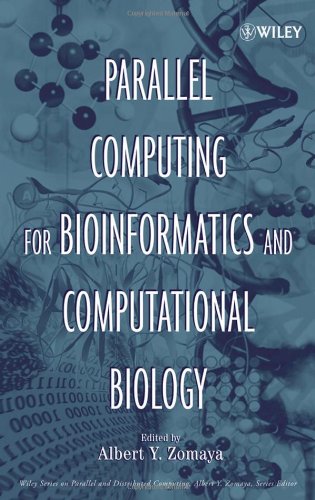 WILEY
PARALLEL
COMPUTING
FOR BIOINFORMATICS AND
COMPUTATIONAL
BIOLOGY
Edited by
Albert Y. Zomaya
Wiley Series on Parallel and Distributed Computing, Albert Y. Zomaya, Series Editor